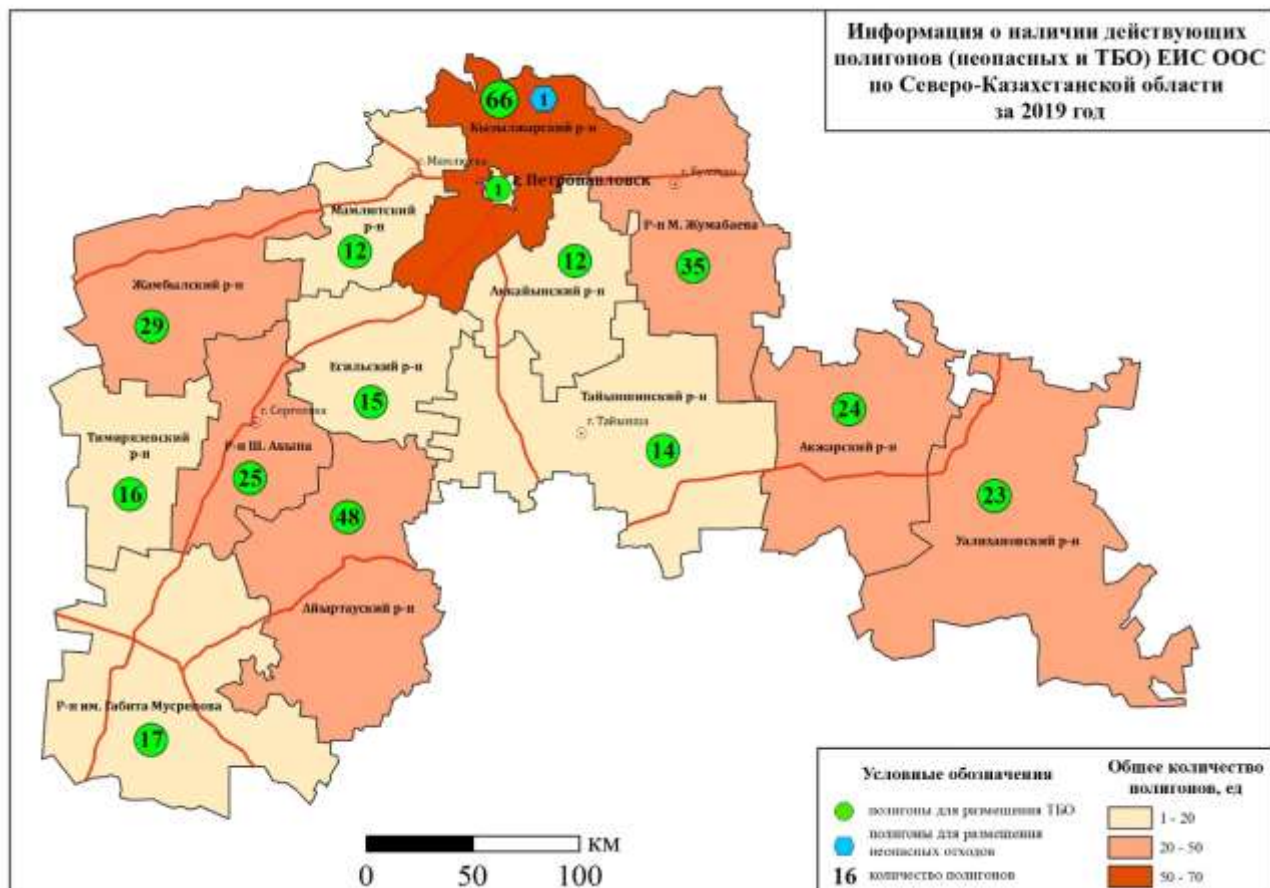 Информация о наличии действующих
полигонов (неопасных и ТБО) ЕИС ООС
по Северо-Казахстанской области
за 2019 год
66
1
Кызылжарский р-н
г. Мамлютка
г. Булаево
1
г. Петропавловск
Мамлютский
р-н
12
12
Аккайынский р-н
Р-н М. Жумабаева
35
Жамбылский р-н
29
Есильский р-н
15
Тайыншинский р-н
г. Тайынша
14
24
Акжарский р-н
г. Сергеевка
Тимирязевский
р-н
16
Р-н Ш. Акына
25
48
23
Уалихановский р-н
Айыртауский р-н
Р-н им. Габита Мусрепова
17
0 50 100 КМ
Условные обозначения
полигоны для размещения ТБО
полигоны для размещения
неопасных отходов
16 количество полигонов
Общее количество
полигонов, ед
1 - 20
20 - 50
50 - 70